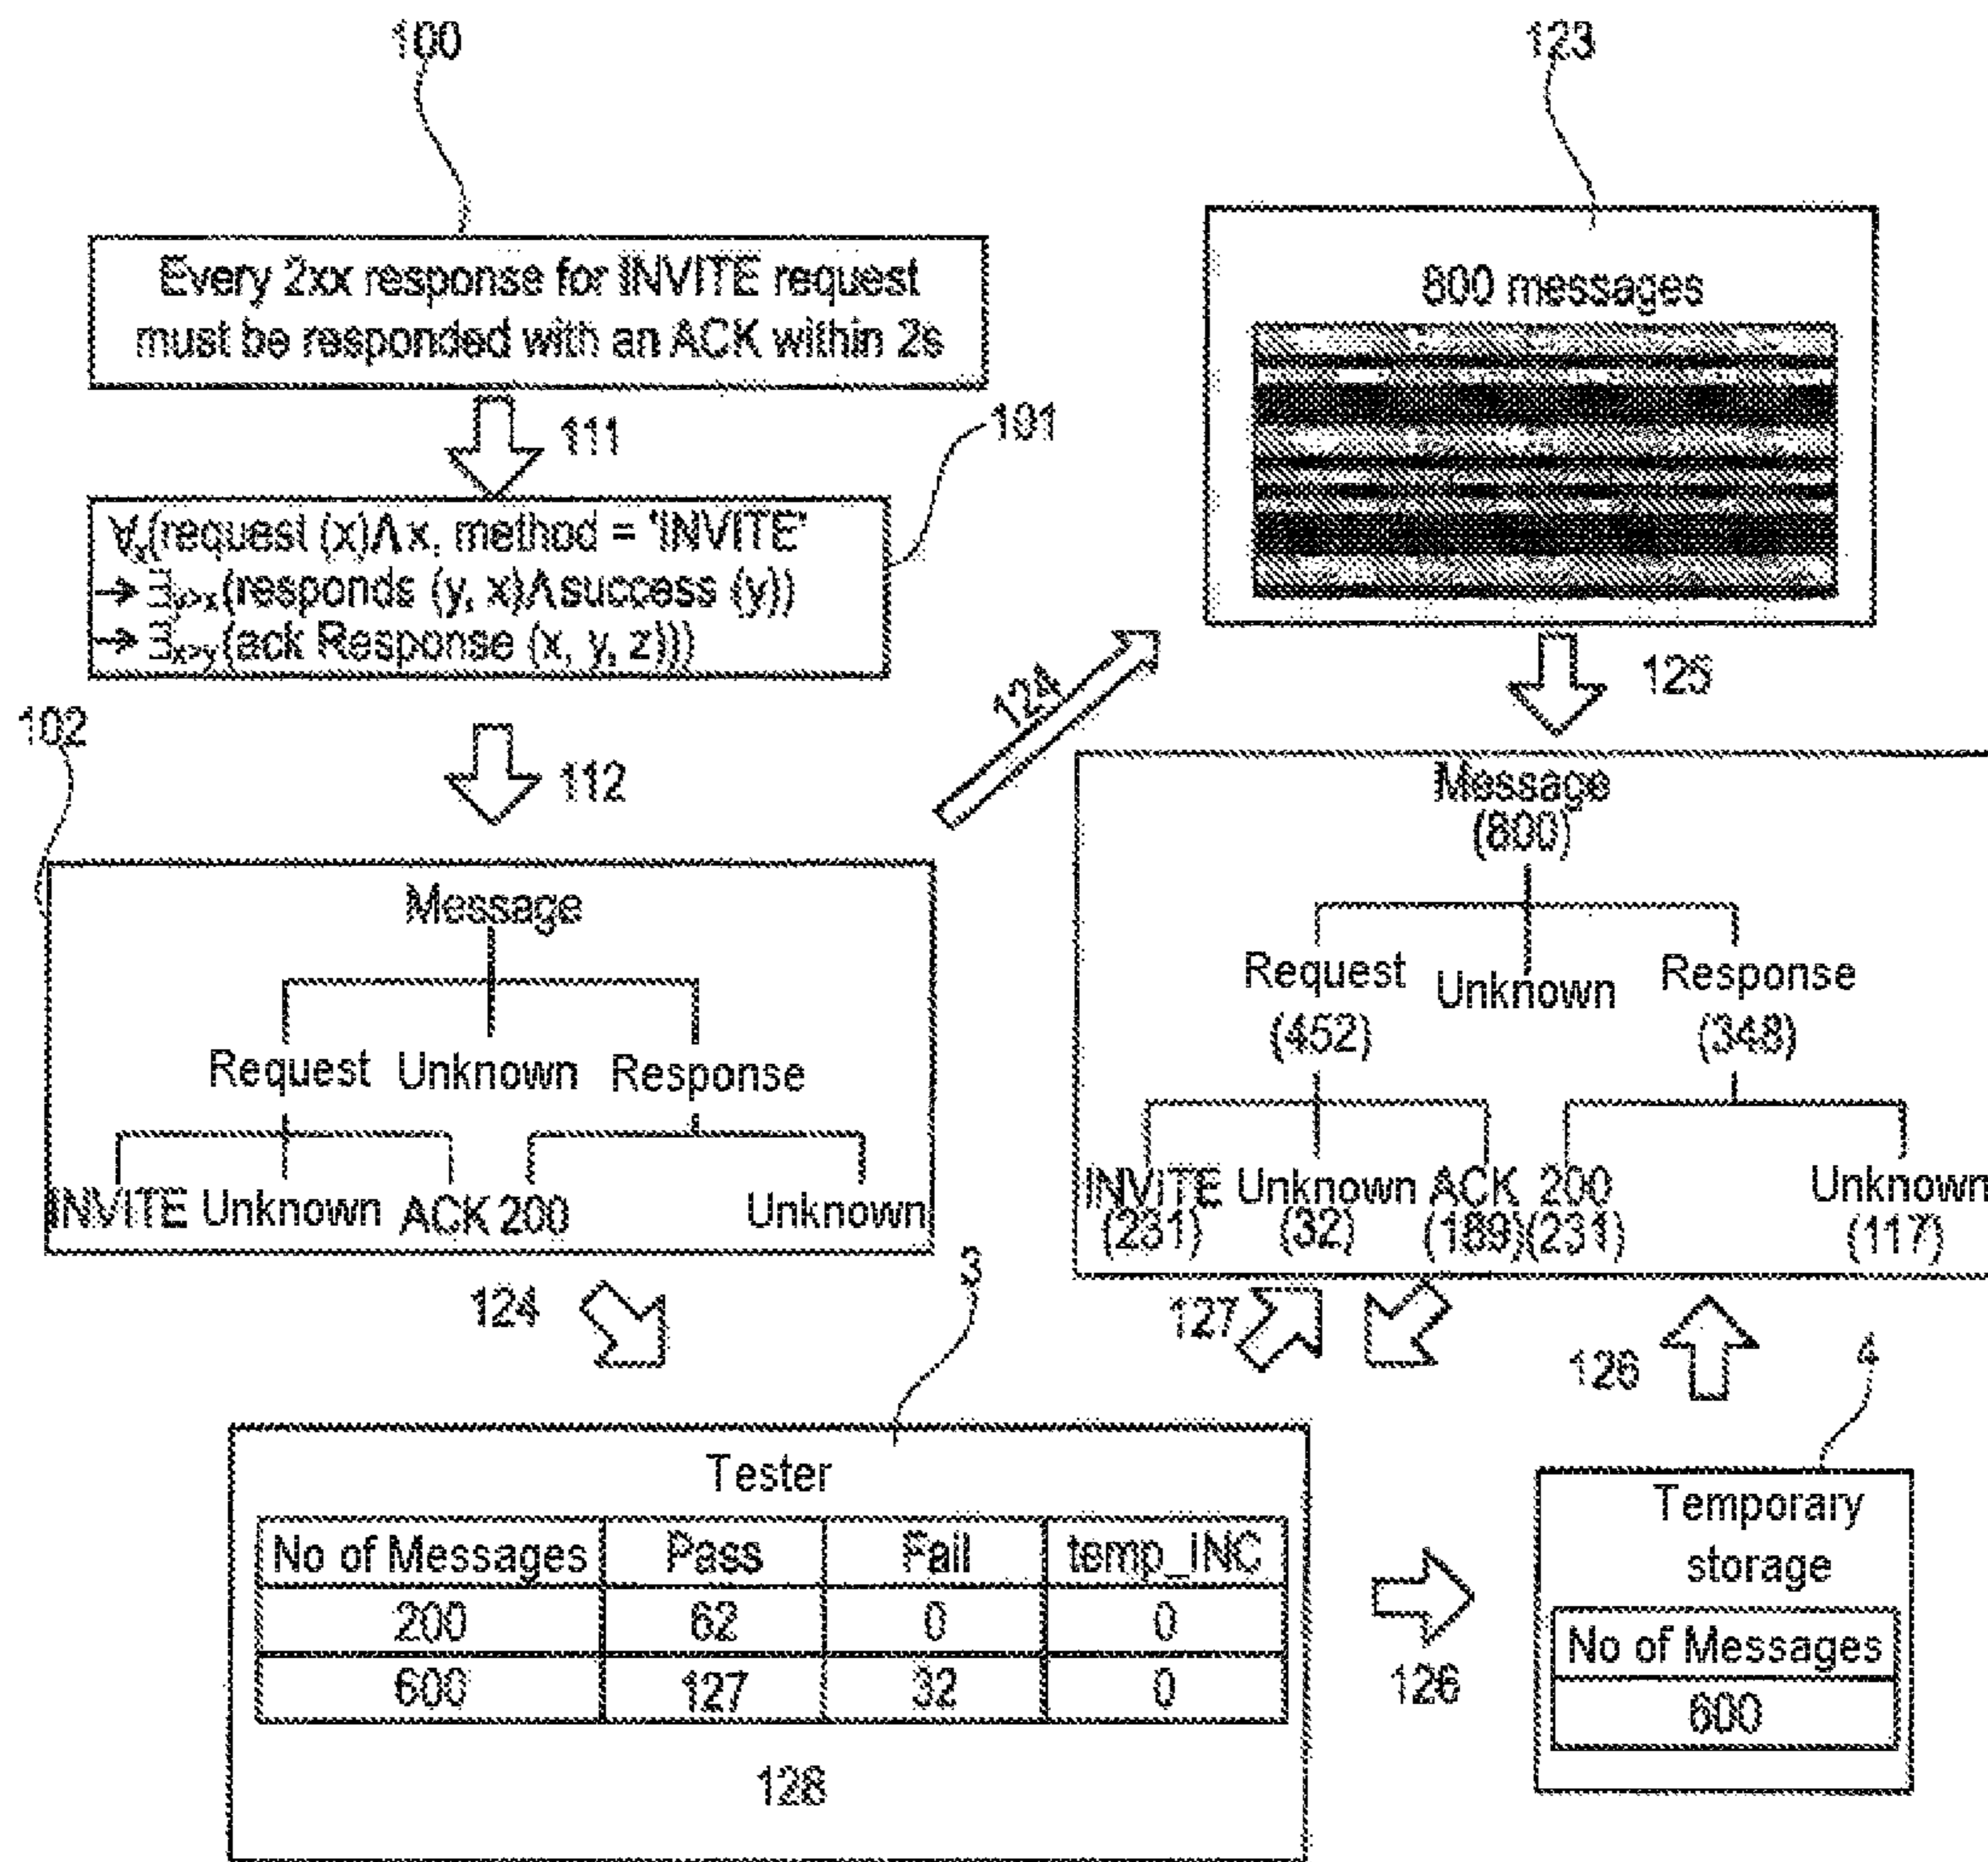 100
123
Every 2xx response for INVITE request
must be responded with an ACK within 2s
800 messages
111
101
∀x(request (x)Λx, method = 'INVITE'
→ ∃y>x(responds (y, x)Λsuccess (y))
→ ∃x>y(ack Response (x, y, z)))
124
125
102
112
Message
(800)
Message
Request Unknown Response
(452) (348)
Request Unknown Response
INVITE Unknown ACK 200 Unknown
(231) (32) (189) (231) (117)
INVITE Unknown ACK 200 Unknown
124
3
127
126
4
Tester
No of Messages Pass Fail temp_INC
200 62 0 0
600 127 32 0
128
126
Temporary
storage
No of Messages
600